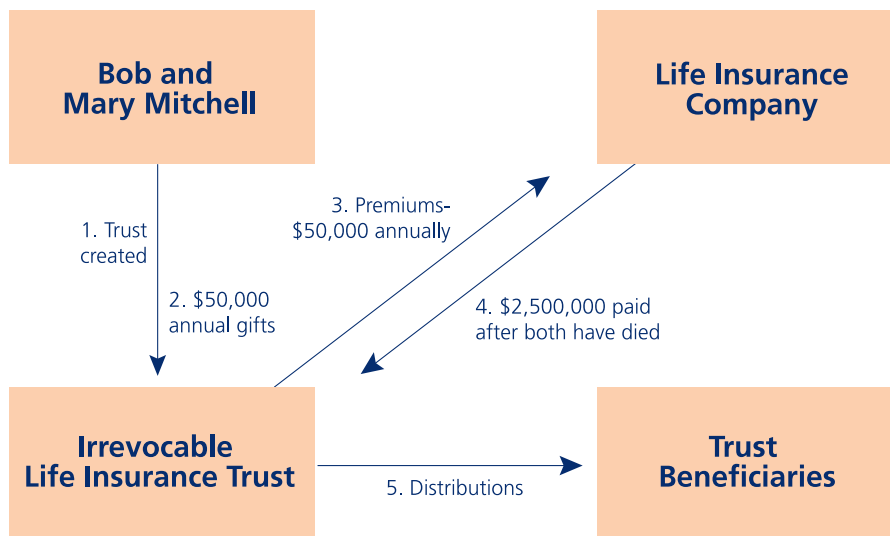 Bob and
Mary Mitchell
Life Insurance
Company
1. Trust
created
2. $50,000
annual gifts
3. Premiums-
$50,000 annually
4. $2,500,000 paid
after both have died
Irrevocable
Life Insurance Trust
5. Distributions
Trust
Beneficiaries